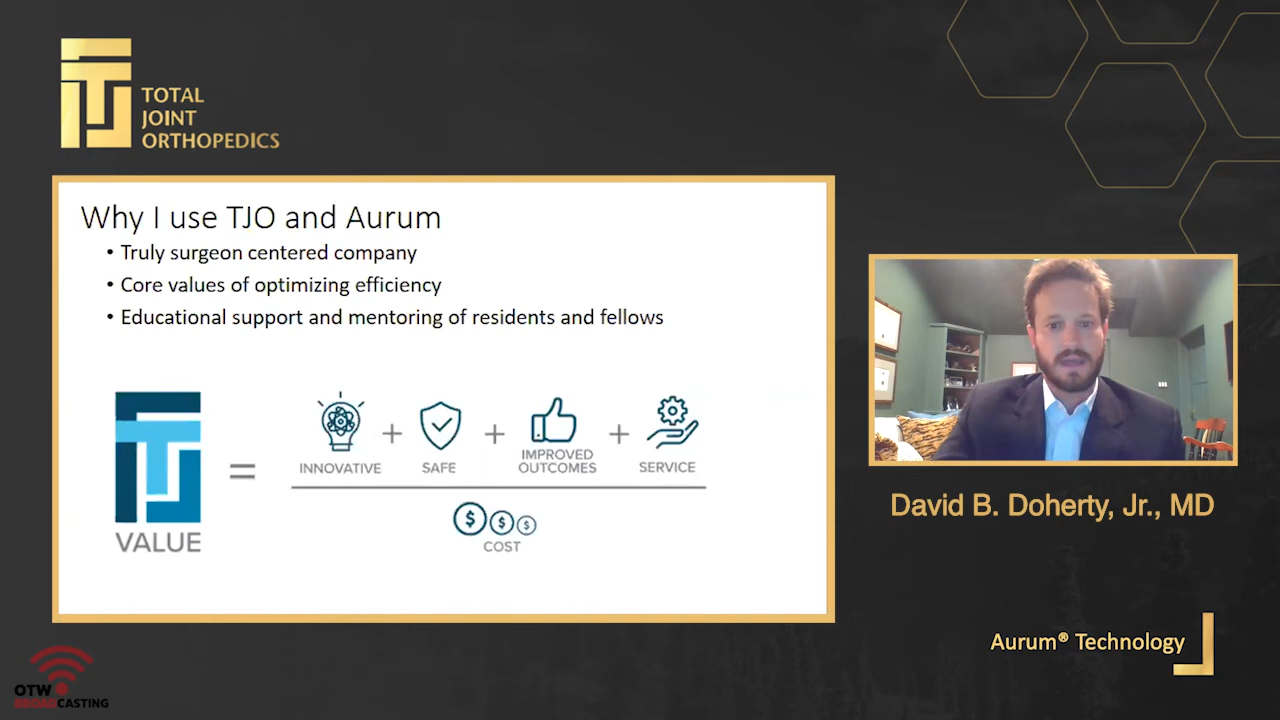 TOTAL
JOINT
ORTHOPEDICS
Why I use TJO and Aurum
• Truly surgeon centered company
• Core values of optimizing efficiency
• Educational support and mentoring of residents and fellows
VALUE
=
INNOVATIVE
+
SAFE
+
IMPROVED
OUTCOMES
+
SERVICE
$ $ $
COST
David B. Doherty, Jr., MD
Aurum® Technology
OTW
BROADCASTING